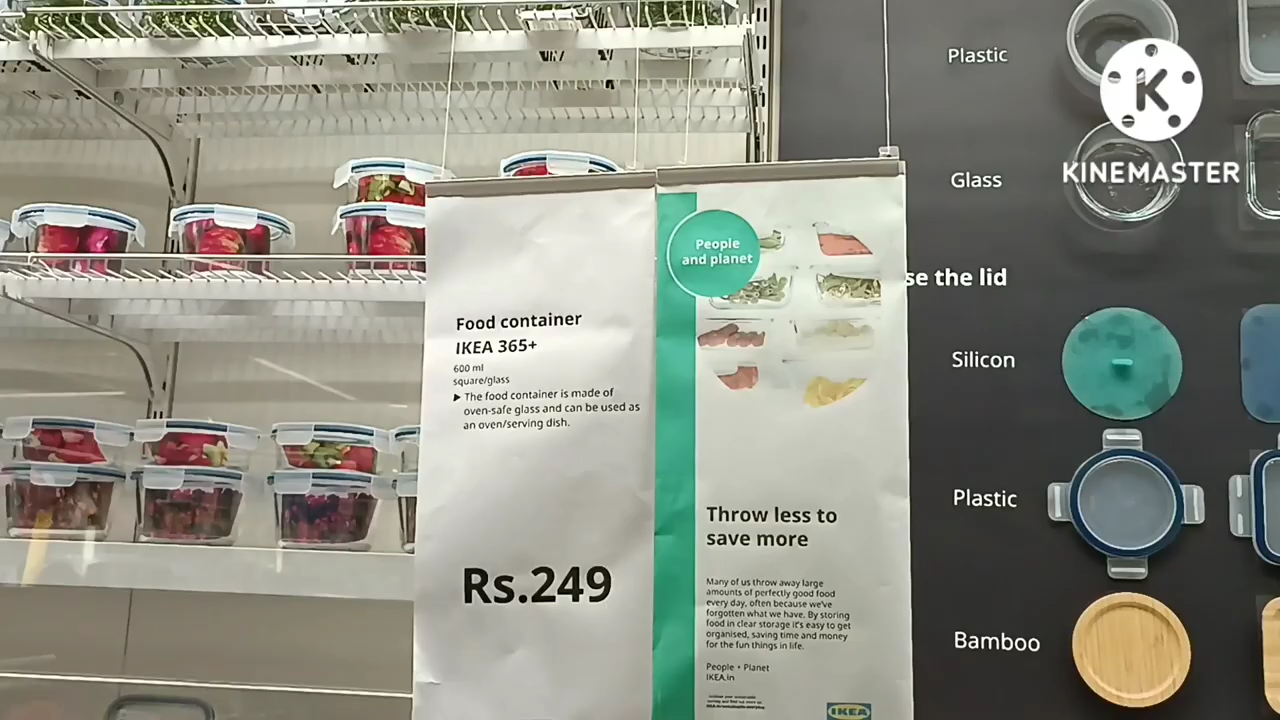 Food container
IKEA 365+
600 ml
square/glass
▶ The food container is made of
oven-safe glass and can be used as
an oven/serving dish.
Rs.249
People
and planet
Throw less to
save more
Many of us throw away large
amounts of perfectly good food
every day, often because we've
forgotten what we have. By storing
food in clear storage it's easy to get
organised, saving time and money
for the fun things in life.
People + Planet
IKEA.in
IKEA
Plastic
Glass
se the lid
Silicon
Plastic
Bamboo
K
KINEMASTER